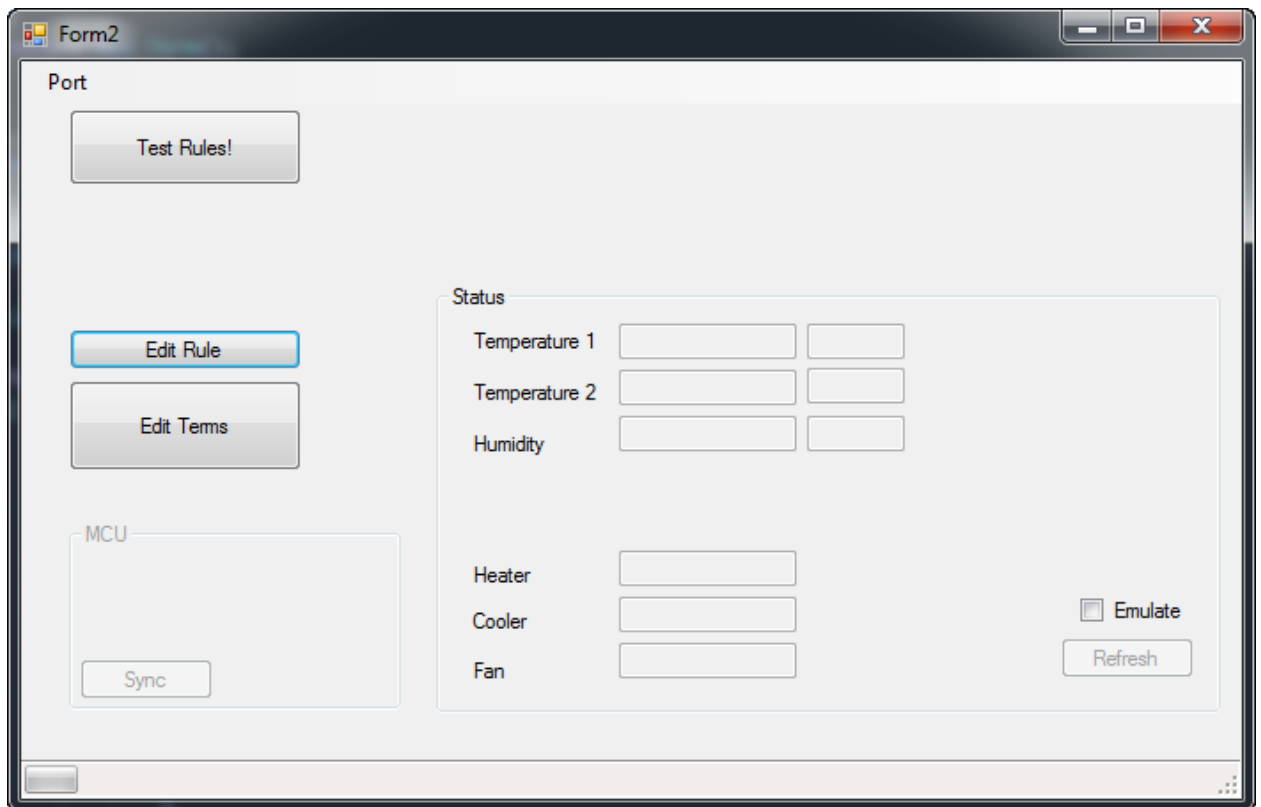 Form2
Port
Test Rules!
Status
Temperature 1
Edit Rule
Temperature 2
Edit Terms
Humidity
MCU
Heater
Emulate
Cooler
Refresh
Fan
Sync